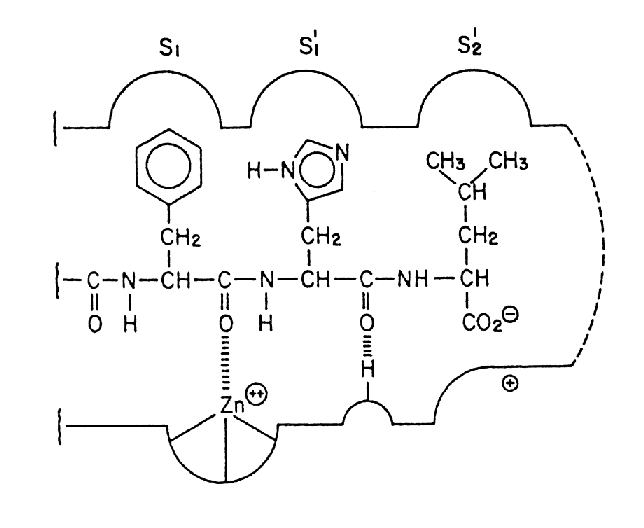 S₁ S₁' S₂'
CH₃ CH₃
H–N N
CH
CH₂ CH₂ CH₂
C–N–CH–C–N–CH–C–NH–CH
O H O H O CO₂⊖
H
Zn⊕⊕ ⊕